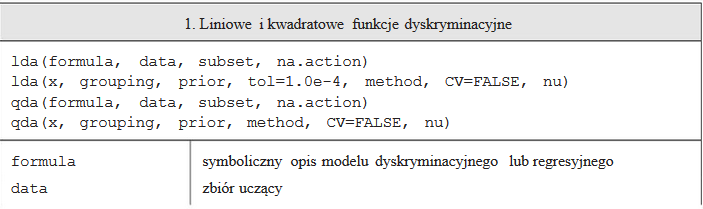 1. Liniowe i kwadratowe funkcje dyskryminacyjne
lda(formula, data, subset, na.action)
lda(x, grouping, prior, tol=1.0e-4, method, CV=FALSE, nu)
qda(formula, data, subset, na.action)
qda(x, grouping, prior, method, CV=FALSE, nu)
formula symboliczny opis modelu dyskryminacyjnego lub regresyjnego
data zbiór uczący